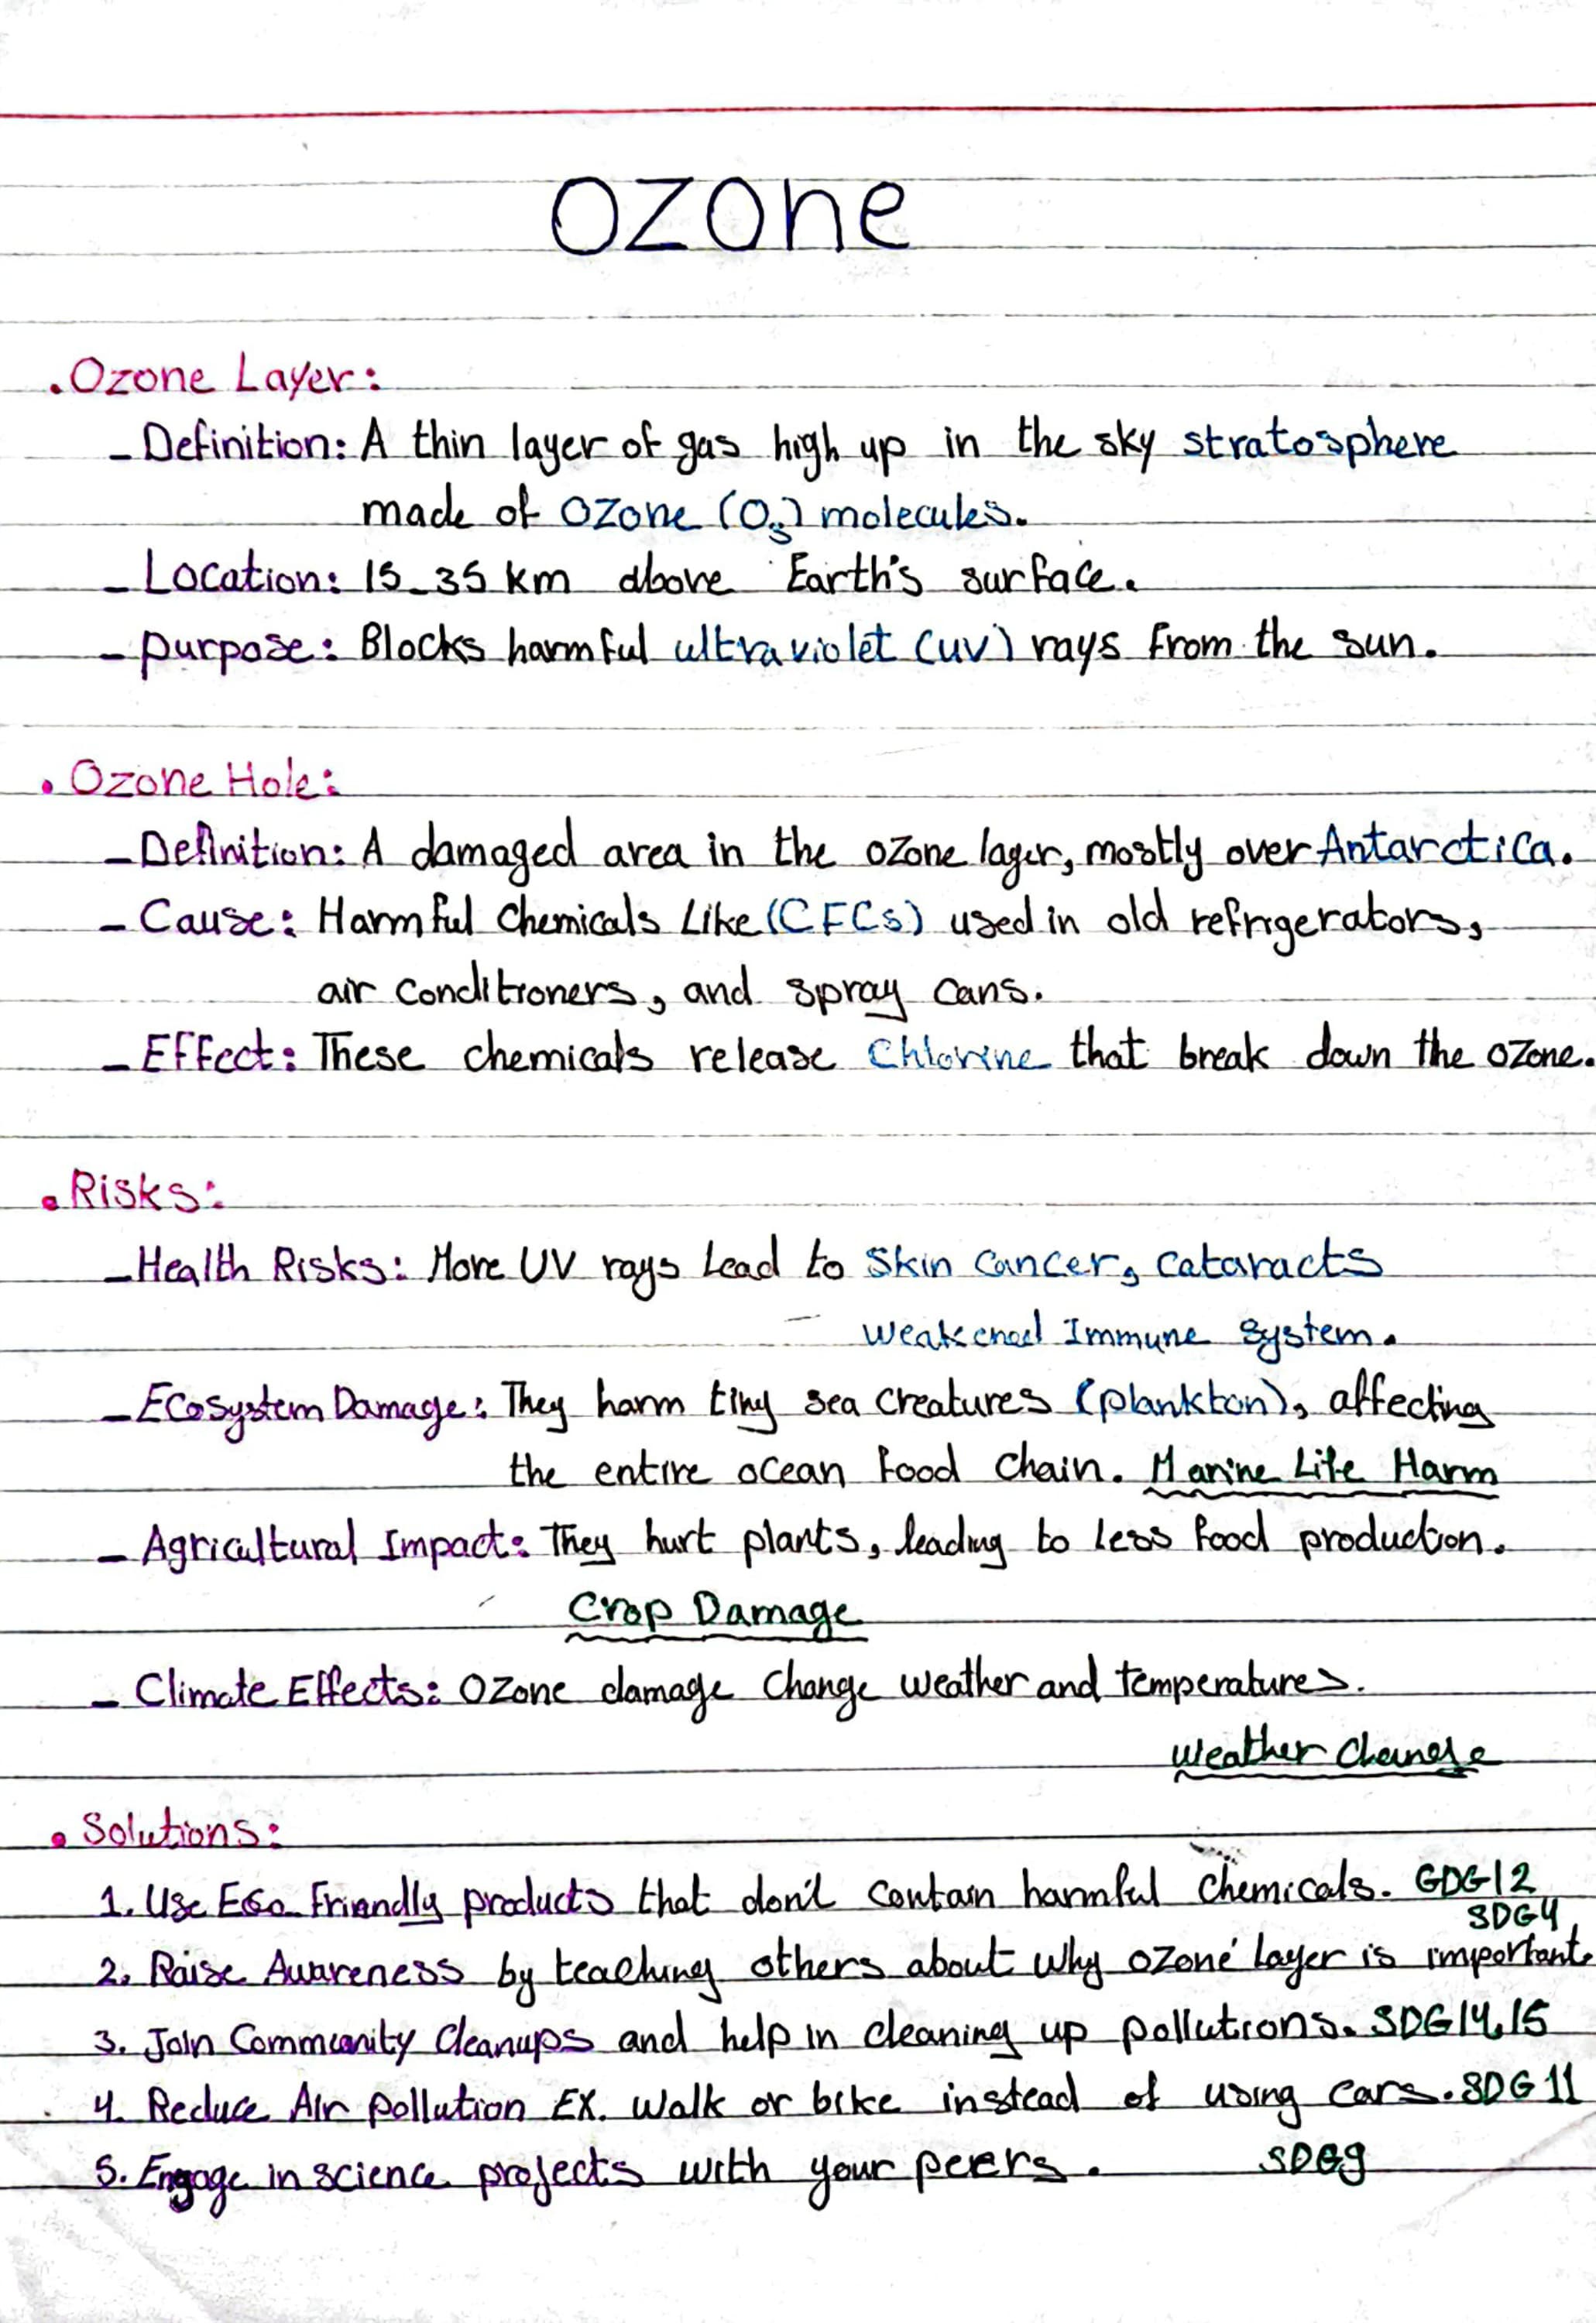 Ozone
• Ozone Layer:
- Definition: A thin layer of gas high up in the sky stratosphere
made of Ozone (O3) molecules.
- Location: 15-35 km above Earth's surface.
- purpose: Blocks harmful ultraviolet (uv) rays from the sun.
• Ozone Hole:
- Definition: A damaged area in the ozone layer, mostly over Antarctica.
- Cause: Harmful Chemicals Like (CFCs) used in old refrigerators,
air conditioners, and spray cans.
- Effect: These chemicals release Chlorine that break down the ozone.
• Risks:
- Health Risks: More UV rays Lead to Skin Cancer, Cataracts
Weakened Immune System.
- Ecosystem Damage: They harm tiny sea creatures (plankton), affecting
the entire ocean food chain. Marine Life Harm
- Agricultural Impact: They hurt plants, leading to less food production.
Crop Damage
- Climate Effects: Ozone damage change weather and temperatures.
Weather Change
• Solutions:
1. Use Eco Friendly products that don't contain harmful chemicals. GDG12
SDG4
2. Raise Awareness by teaching others about why ozone layer is important
3. Join Community Cleanups and help in cleaning up pollutions. SDG14,15
4. Reduce Air pollution EX. walk or bike instead of using cars. SDG 11
5. Engage in science projects with your peers. SDG9